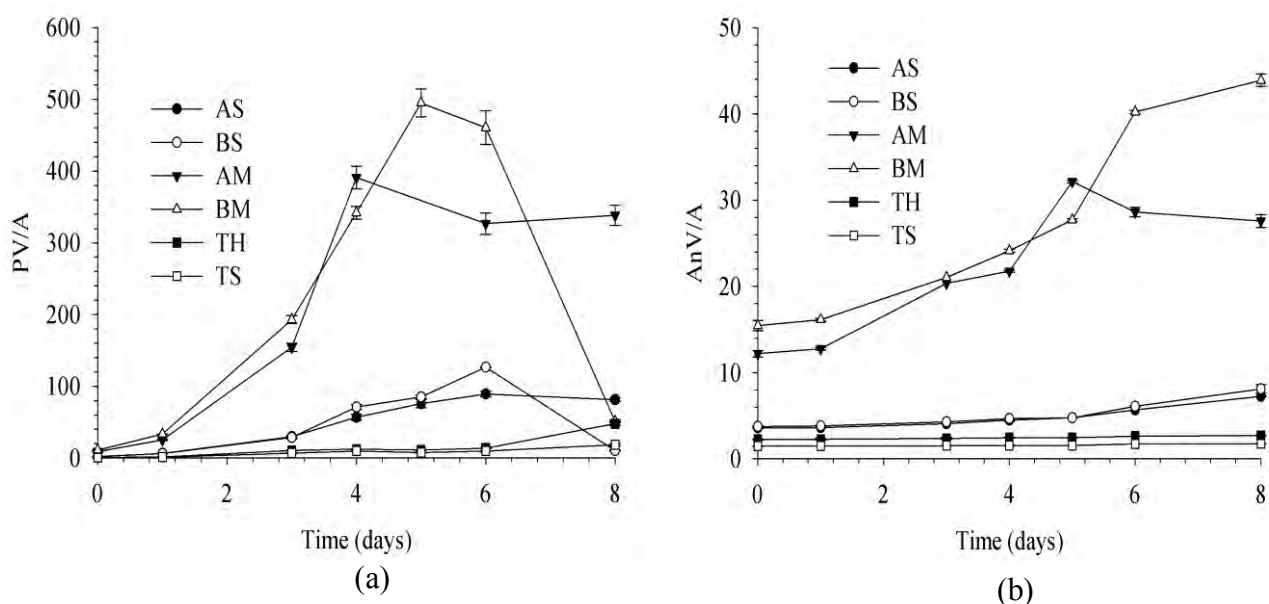 600
500
400
300
200
100
0
PV/A
AS
BS
AM
BM
TH
TS
0 2 4 6 8
Time (days)
(a)
50
40
30
20
10
0
AnV/A
AS
BS
AM
BM
TH
TS
0 2 4 6 8
Time (days)
(b)